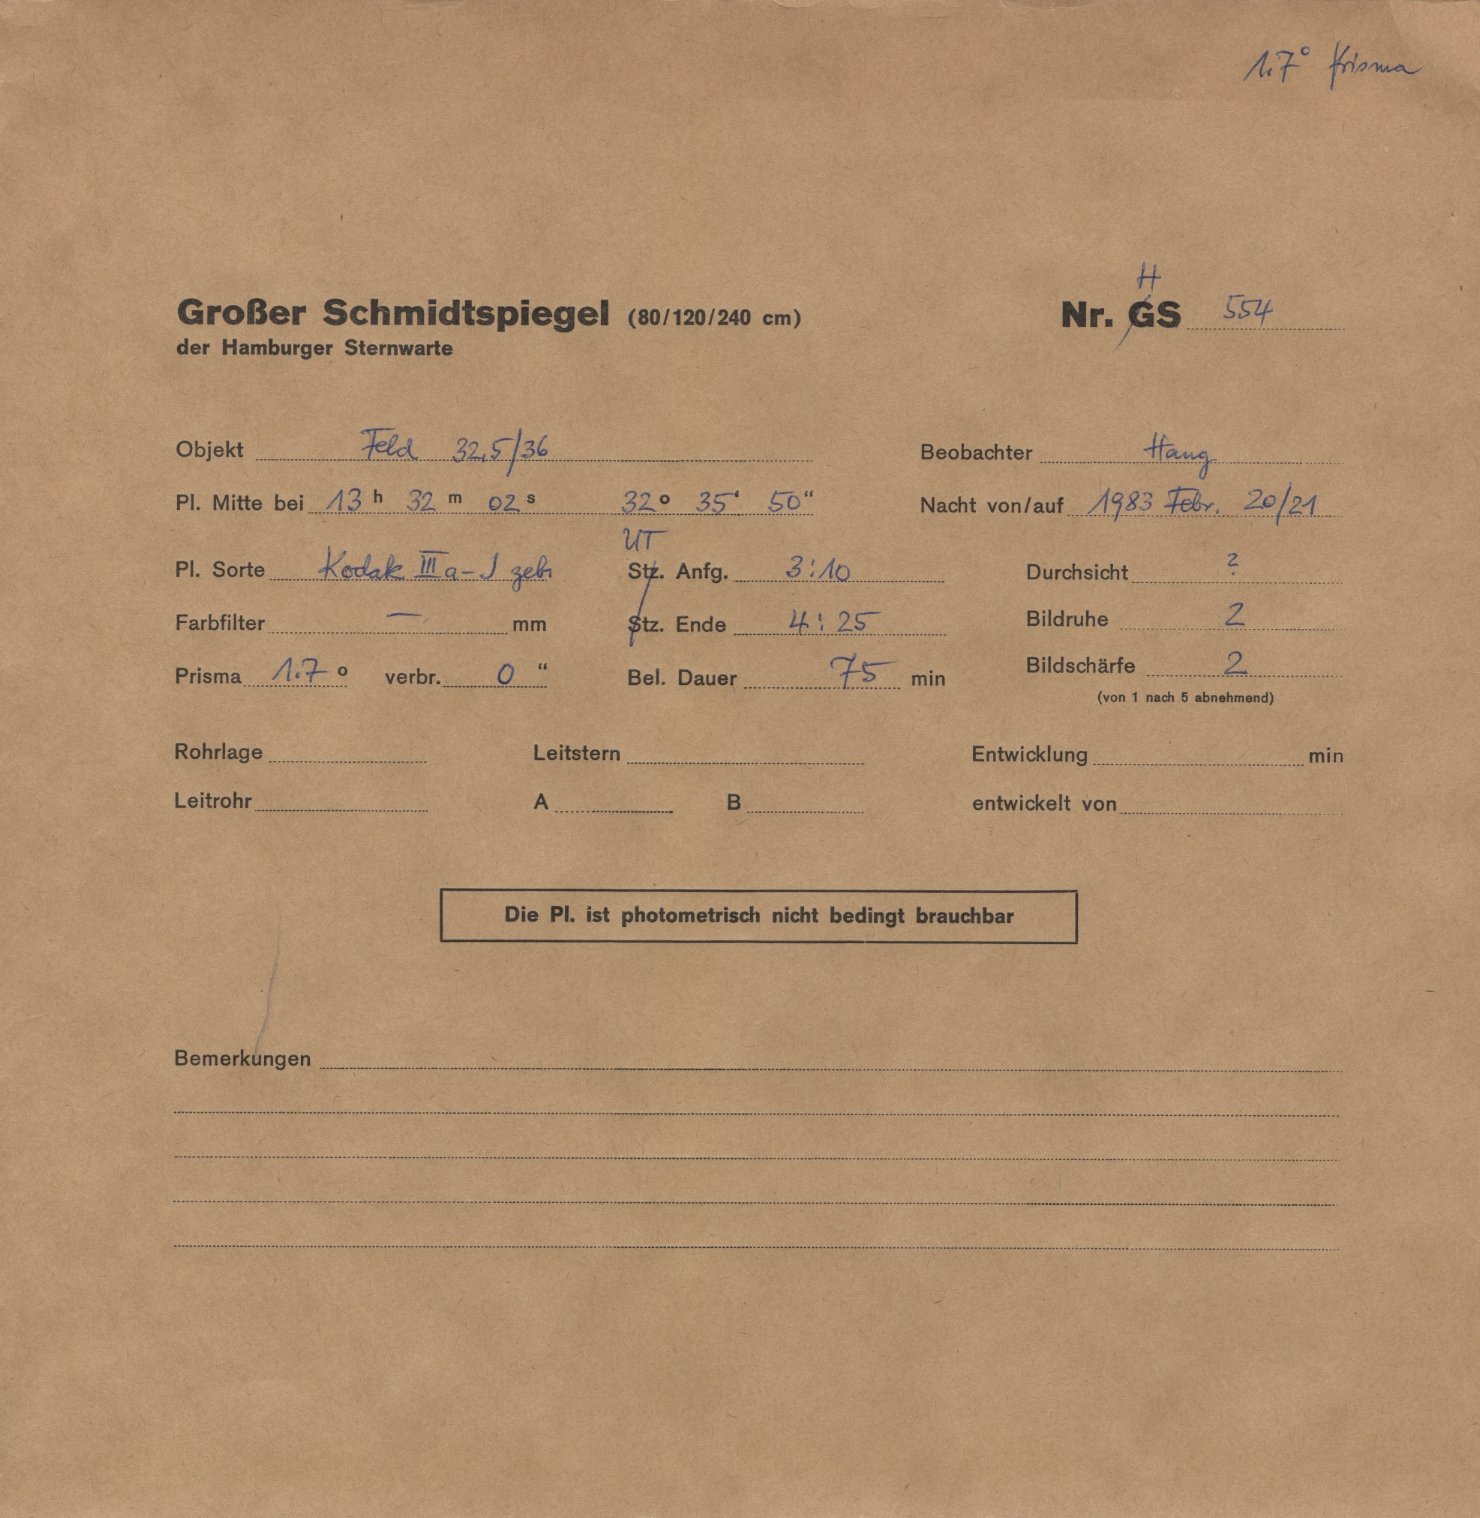 1.7° Prisma
H
Großer Schmidtspiegel (80/120/240 cm) Nr. GS 554
der Hamburger Sternwarte
Objekt Feld 32,5/36 Beobachter Haug
Pl. Mitte bei 13 h 32 m 02 s 32° 35‘ 50“ Nacht von/auf 1983 Febr. 20/21
UT
Pl. Sorte Kodak III a-J geb. Stz. Anfg. 3:10 Durchsicht ?
Farbfilter — mm Stz. Ende 4:25 Bildruhe 2
Prisma 1.7 ° verbr. 0 “ Bel. Dauer 75 min Bildschärfe 2
(von 1 nach 5 abnehmend)
Rohrlage Leitstern Entwicklung min
Leitrohr A B entwickelt von
Die Pl. ist photometrisch nicht bedingt brauchbar
Bemerkungen